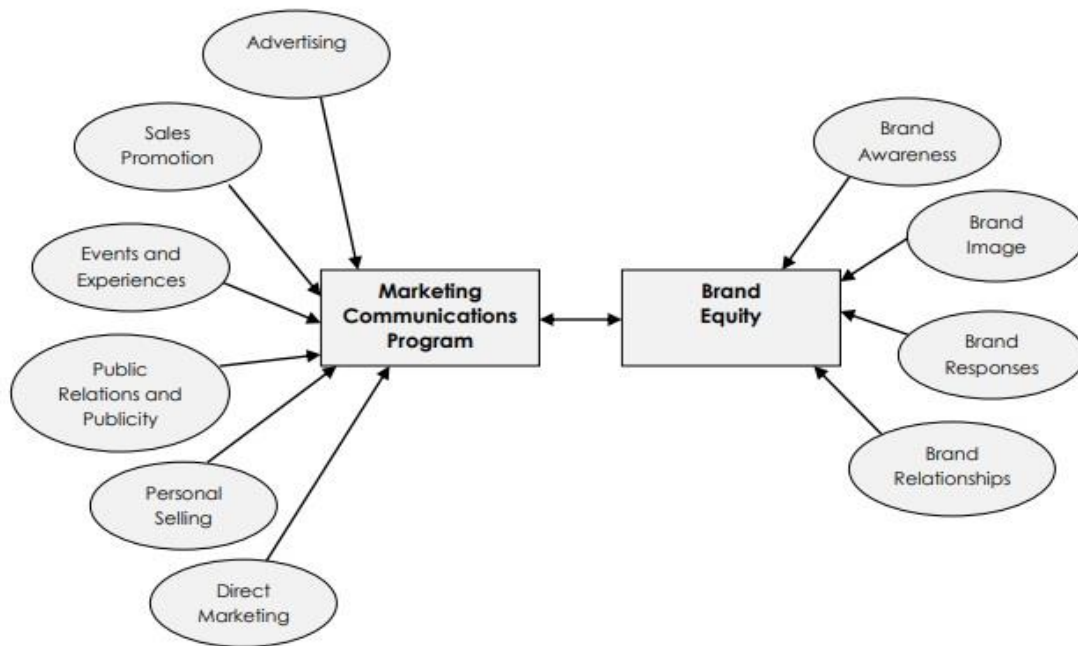 Advertising
Sales
Promotion
Events and
Experiences
Public
Relations and
Publicity
Personal
Selling
Direct
Marketing
Marketing
Communications
Program
Brand
Equity
Brand
Awareness
Brand
Image
Brand
Responses
Brand
Relationships